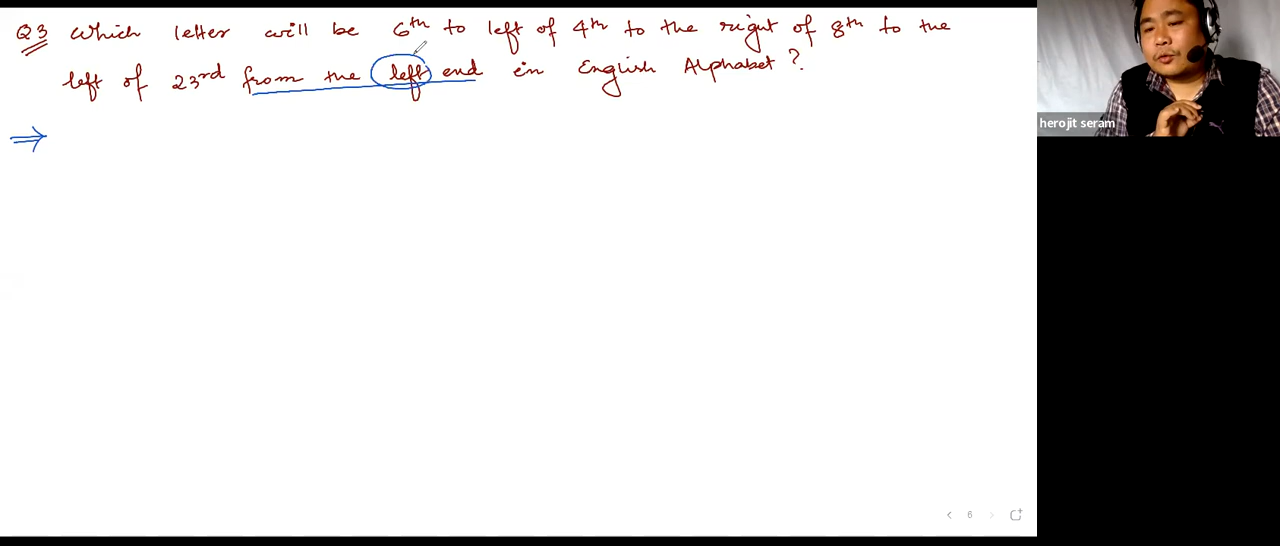 Q3 Which letter will be 6th to left of 4th to the right of 8th to the
left of 23rd from the left end in English Alphabet?
⇒
herojit seram
6